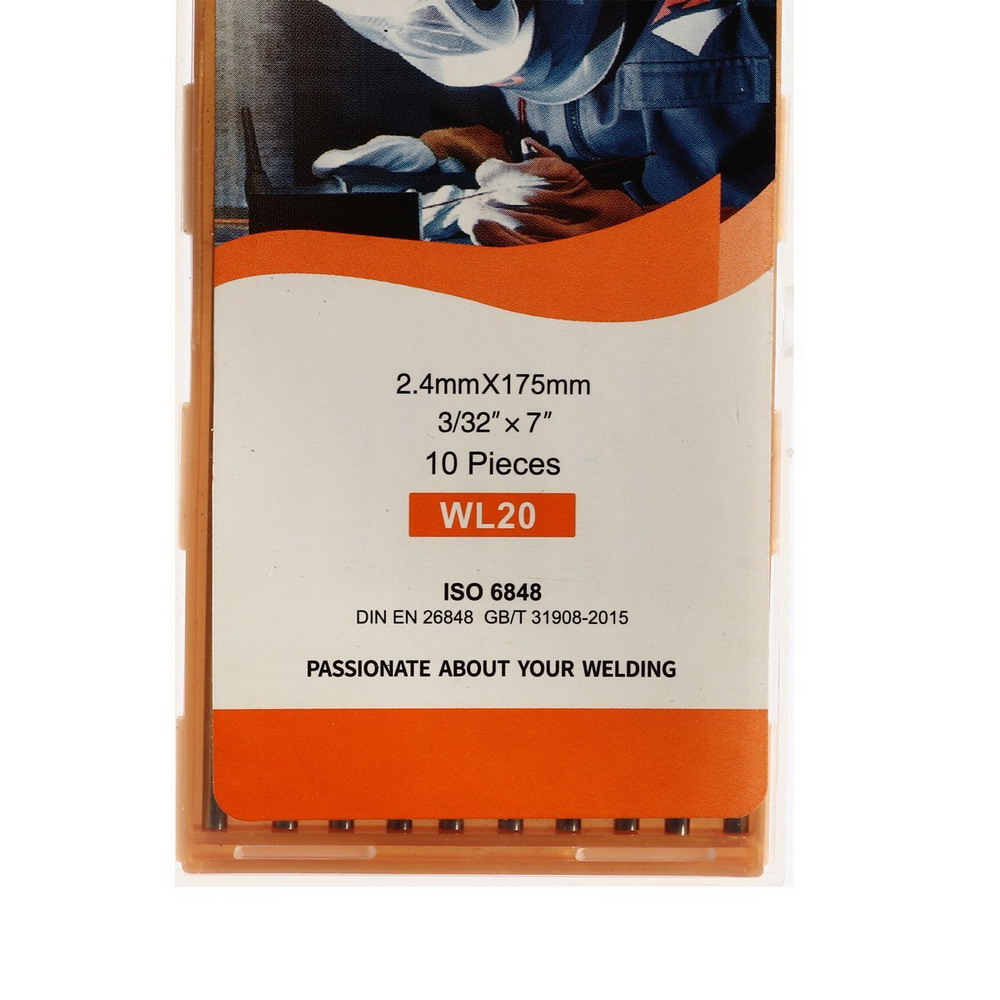 2.4mmX175mm
3/32"×7"
10 Pieces
WL20
ISO 6848
DIN EN 26848 GB/T 31908-2015
PASSIONATE ABOUT YOUR WELDING